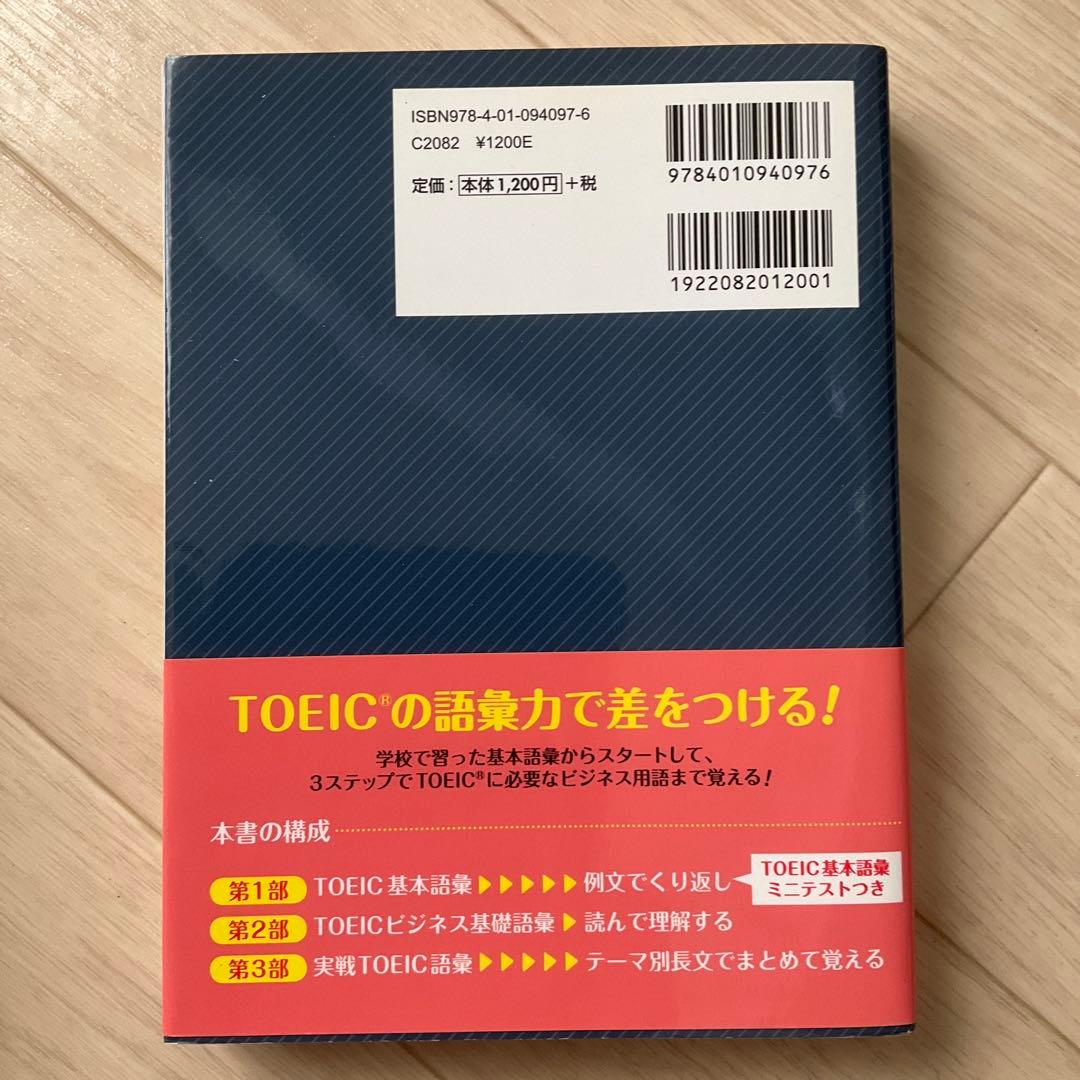 ISBN978-4-01-094097-6
C2082 ¥1200E
定価：本体1,200円+税
9784010940976
1922082012001
TOEIC®の語彙力で差をつける！
学校で習った基本語彙からスタートして、
3ステップでTOEIC®に必要なビジネス用語まで覚える！
本書の構成
第1部 TOEIC基本語彙▶▶▶▶▶例文でくり返し
TOEIC基本語彙
ミニテストつき
第2部 TOEICビジネス基礎語彙▶読んで理解する
第3部 実戦TOEIC語彙▶▶▶▶▶テーマ別長文でまとめて覚える